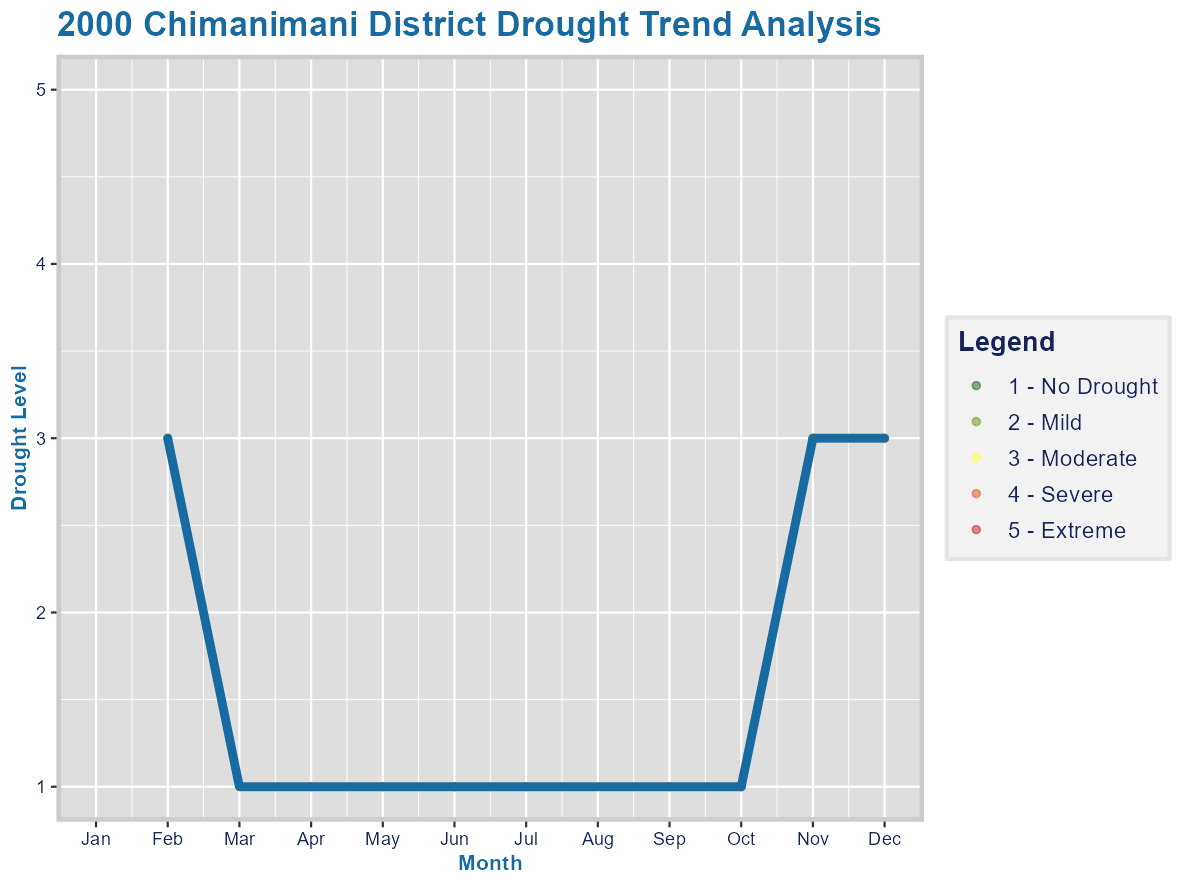 2000 Chimanimani District Drought Trend Analysis
Drought Level
5
4
3
2
1
Jan Feb Mar Apr May Jun Jul Aug Sep Oct Nov Dec
Month
Legend
1 - No Drought
2 - Mild
3 - Moderate
4 - Severe
5 - Extreme